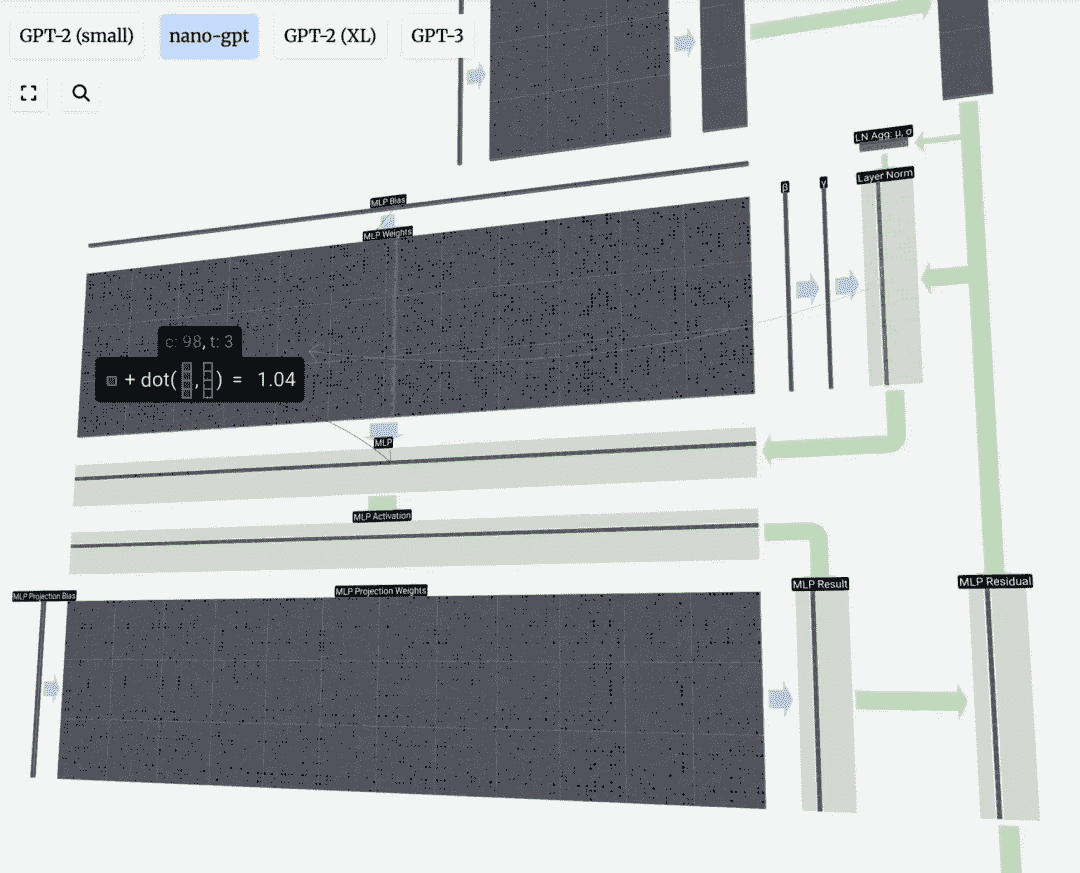 GPT-2 (small) nano-gpt GPT-2 (XL) GPT-3
LN Agg: μ, σ
Layer Norm
β γ
MLP Bias
MLP Weights
c: 98, t: 3
+ dot( , ) = 1.04
MLP
MLP Activation
MLP Result
MLP Residual
MLP Projection Bias
MLP Projection Weights